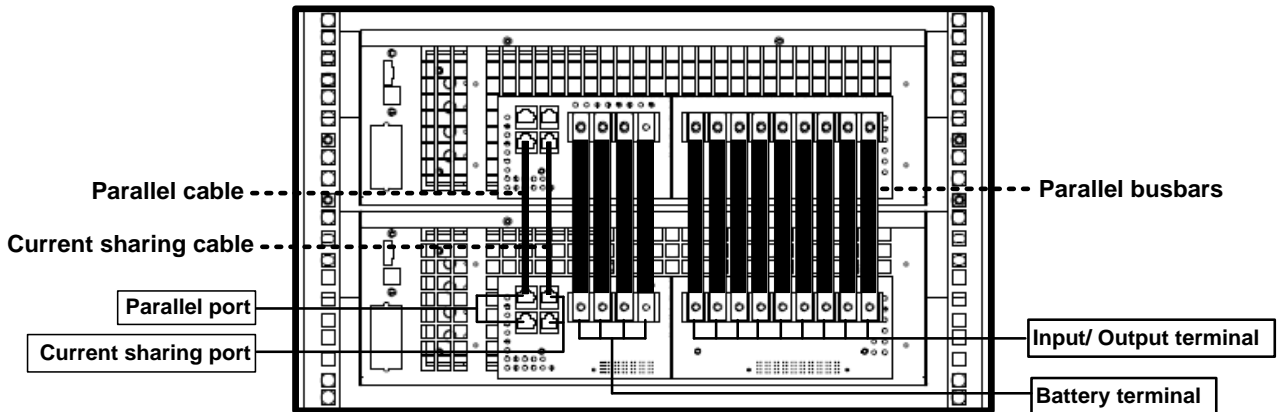 Parallel cable
Parallel busbars
Current sharing cable
Parallel port
Current sharing port
Input/ Output terminal
Battery terminal